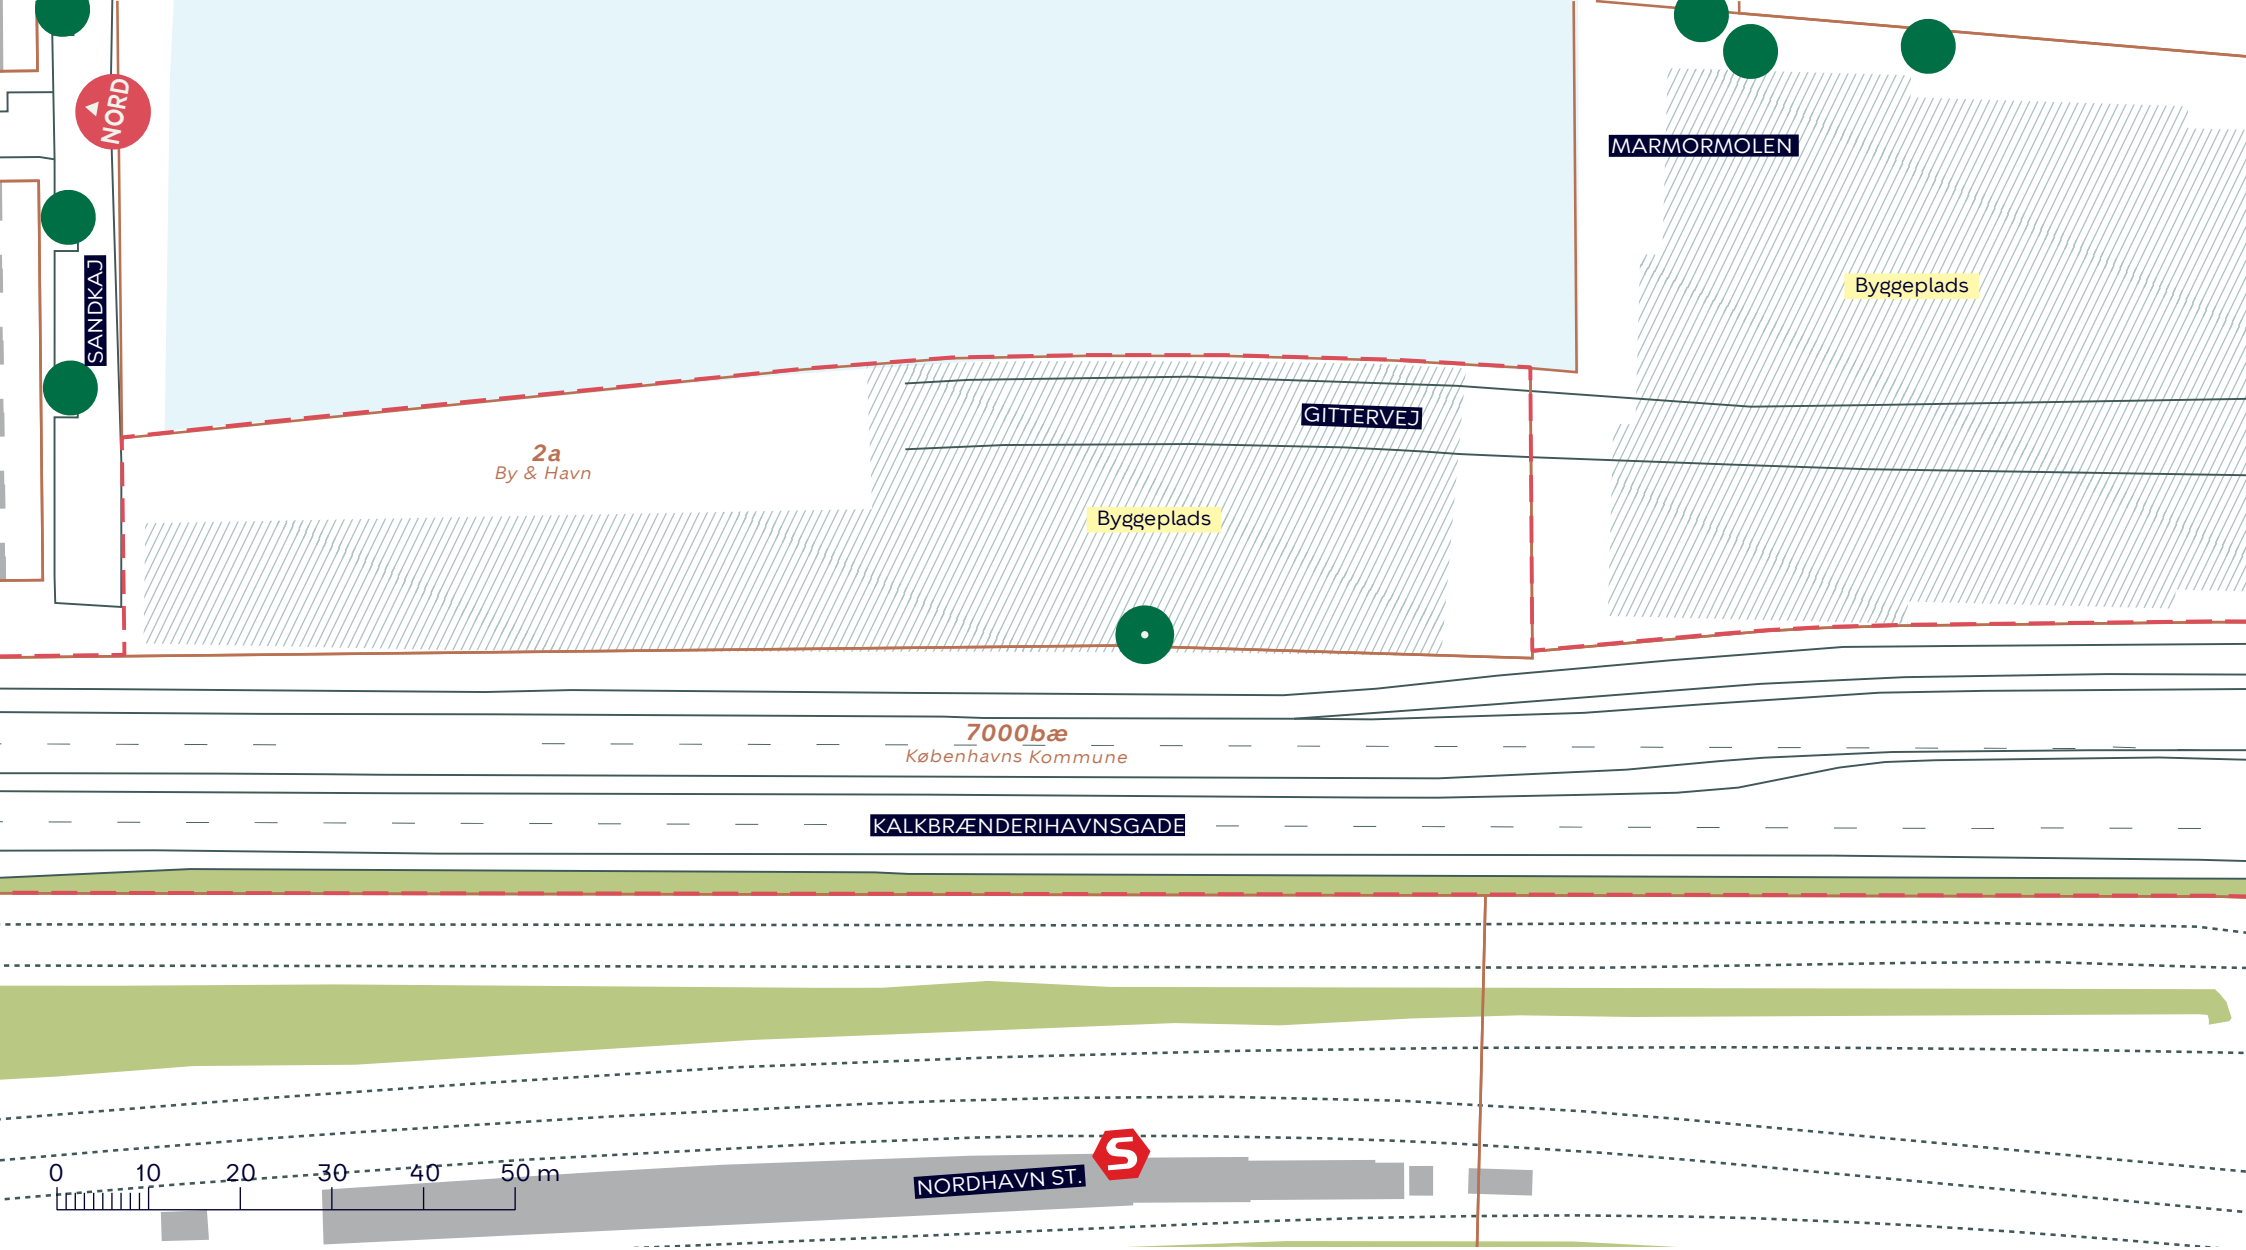 NORD
MARMORMOLEN
SANDKAJ
Byggeplads
GITTERVEJ
2a
By & Havn
Byggeplads
7000bæ
Københavns Kommune
KALKBRÆNDERIHAVNSGADE
S
NORDHAVN ST.
0 10 20 30 40 50 m